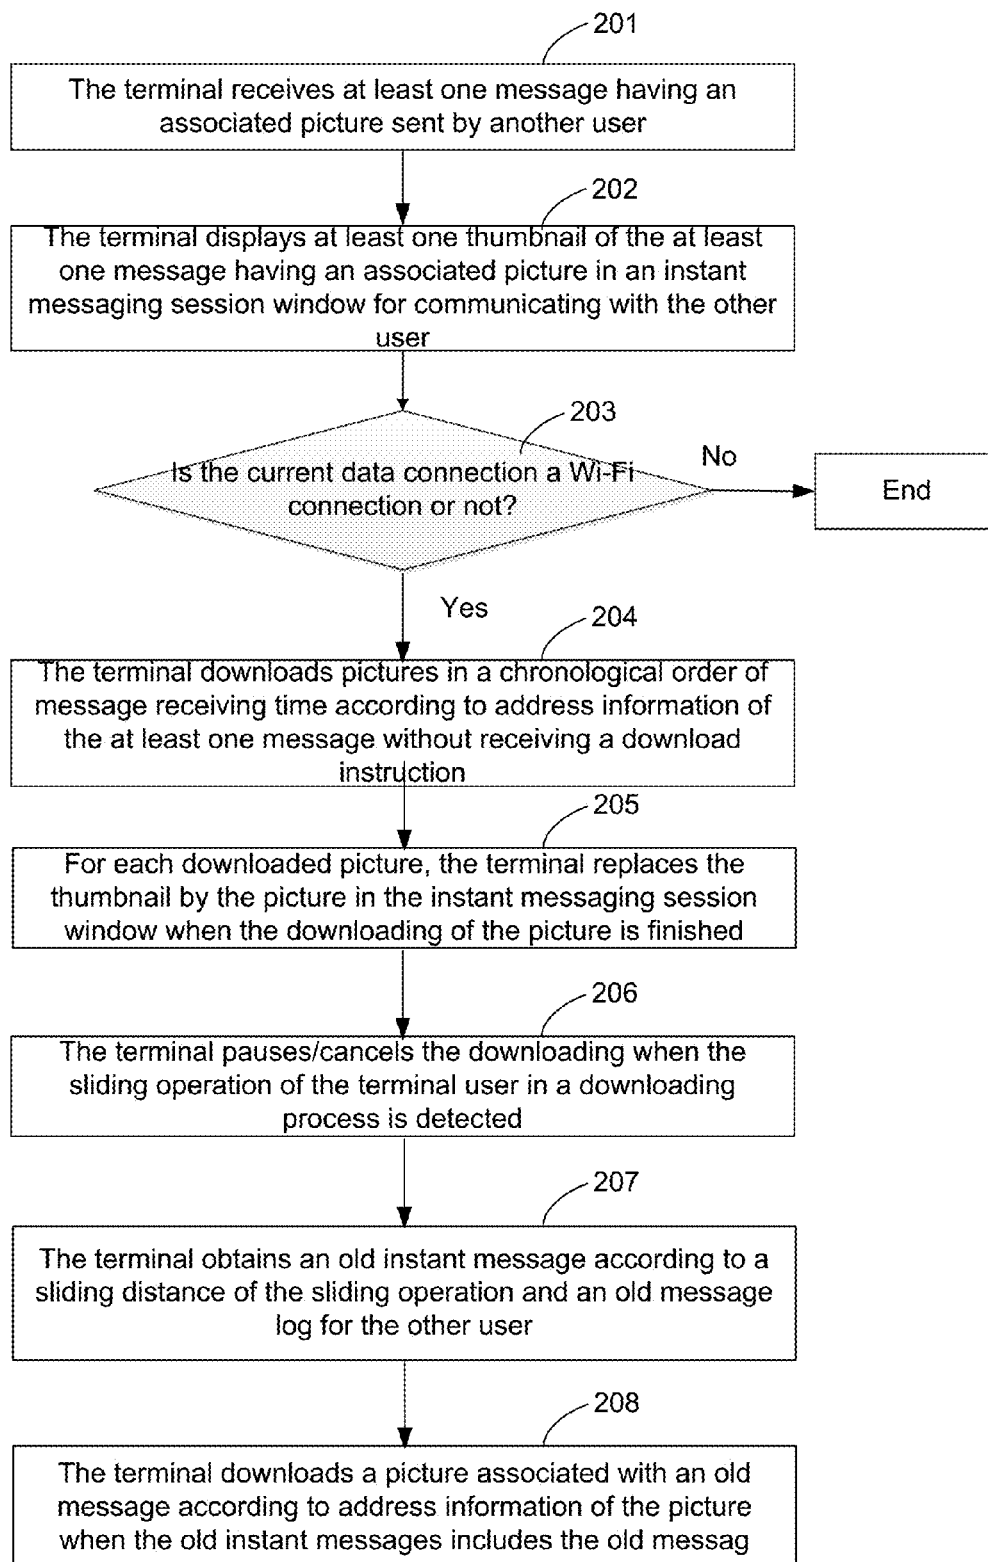 201
The terminal receives at least one message having an
associated picture sent by another user
202
The terminal displays at least one thumbnail of the at least
one message having an associated picture in an instant
messaging session window for communicating with the other
user
203
Is the current data connection a Wi-Fi
connection or not?
No
End
Yes
204
The terminal downloads pictures in a chronological order of
message receiving time according to address information of
the at least one message without receiving a download
instruction
205
For each downloaded picture, the terminal replaces the
thumbnail by the picture in the instant messaging session
window when the downloading of the picture is finished
206
The terminal pauses/cancels the downloading when the
sliding operation of the terminal user in a downloading
process is detected
207
The terminal obtains an old instant message according to a
sliding distance of the sliding operation and an old message
log for the other user
208
The terminal downloads a picture associated with an old
message according to address information of the picture
when the old instant messages includes the old messag